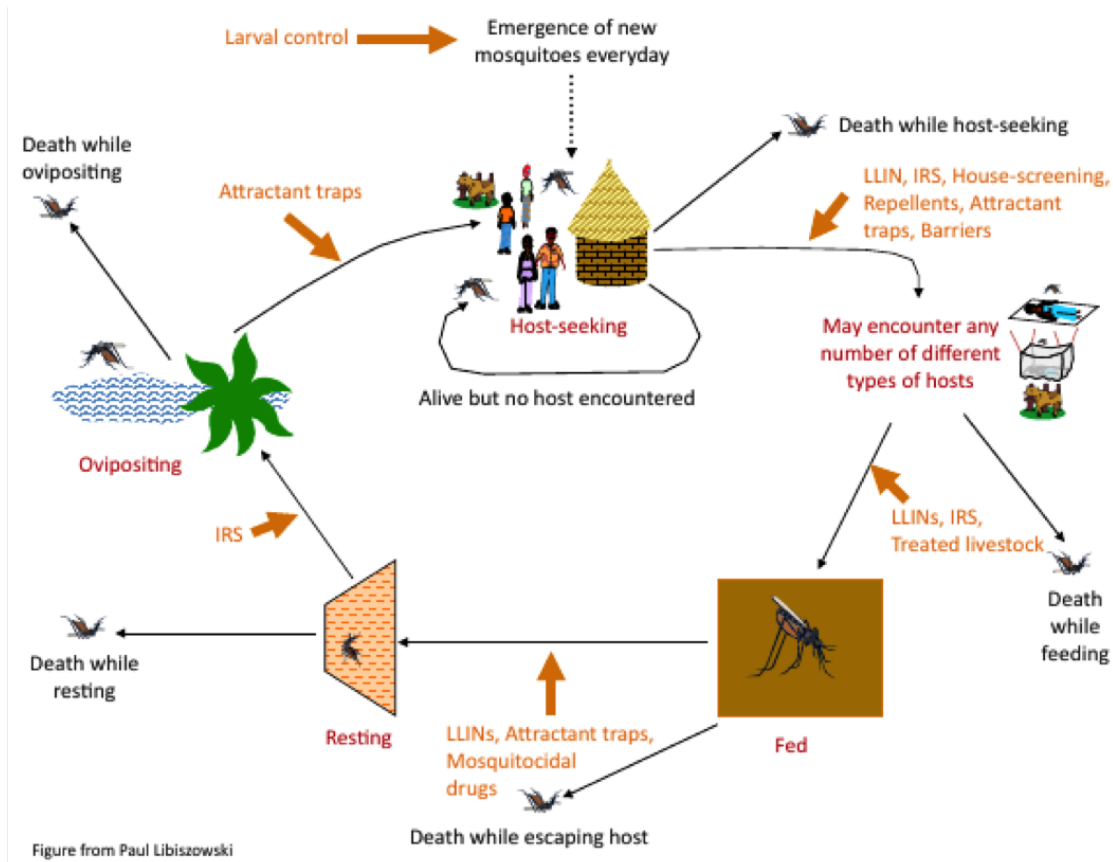 Larval control
Emergence of new
mosquitoes everyday
Death while
ovipositing
Attractant traps
Death while host-seeking
LLIN, IRS, House-screening,
Repellents, Attractant
traps, Barriers
Host-seeking
Alive but no host encountered
May encounter any
number of different
types of hosts
Ovipositing
IRS
LLINs, IRS,
Treated livestock
Death
while
feeding
Death while
resting
Resting
LLINs, Attractant traps,
Mosquitocidal
drugs
Fed
Death while escaping host
Figure from Paul Libiszowski